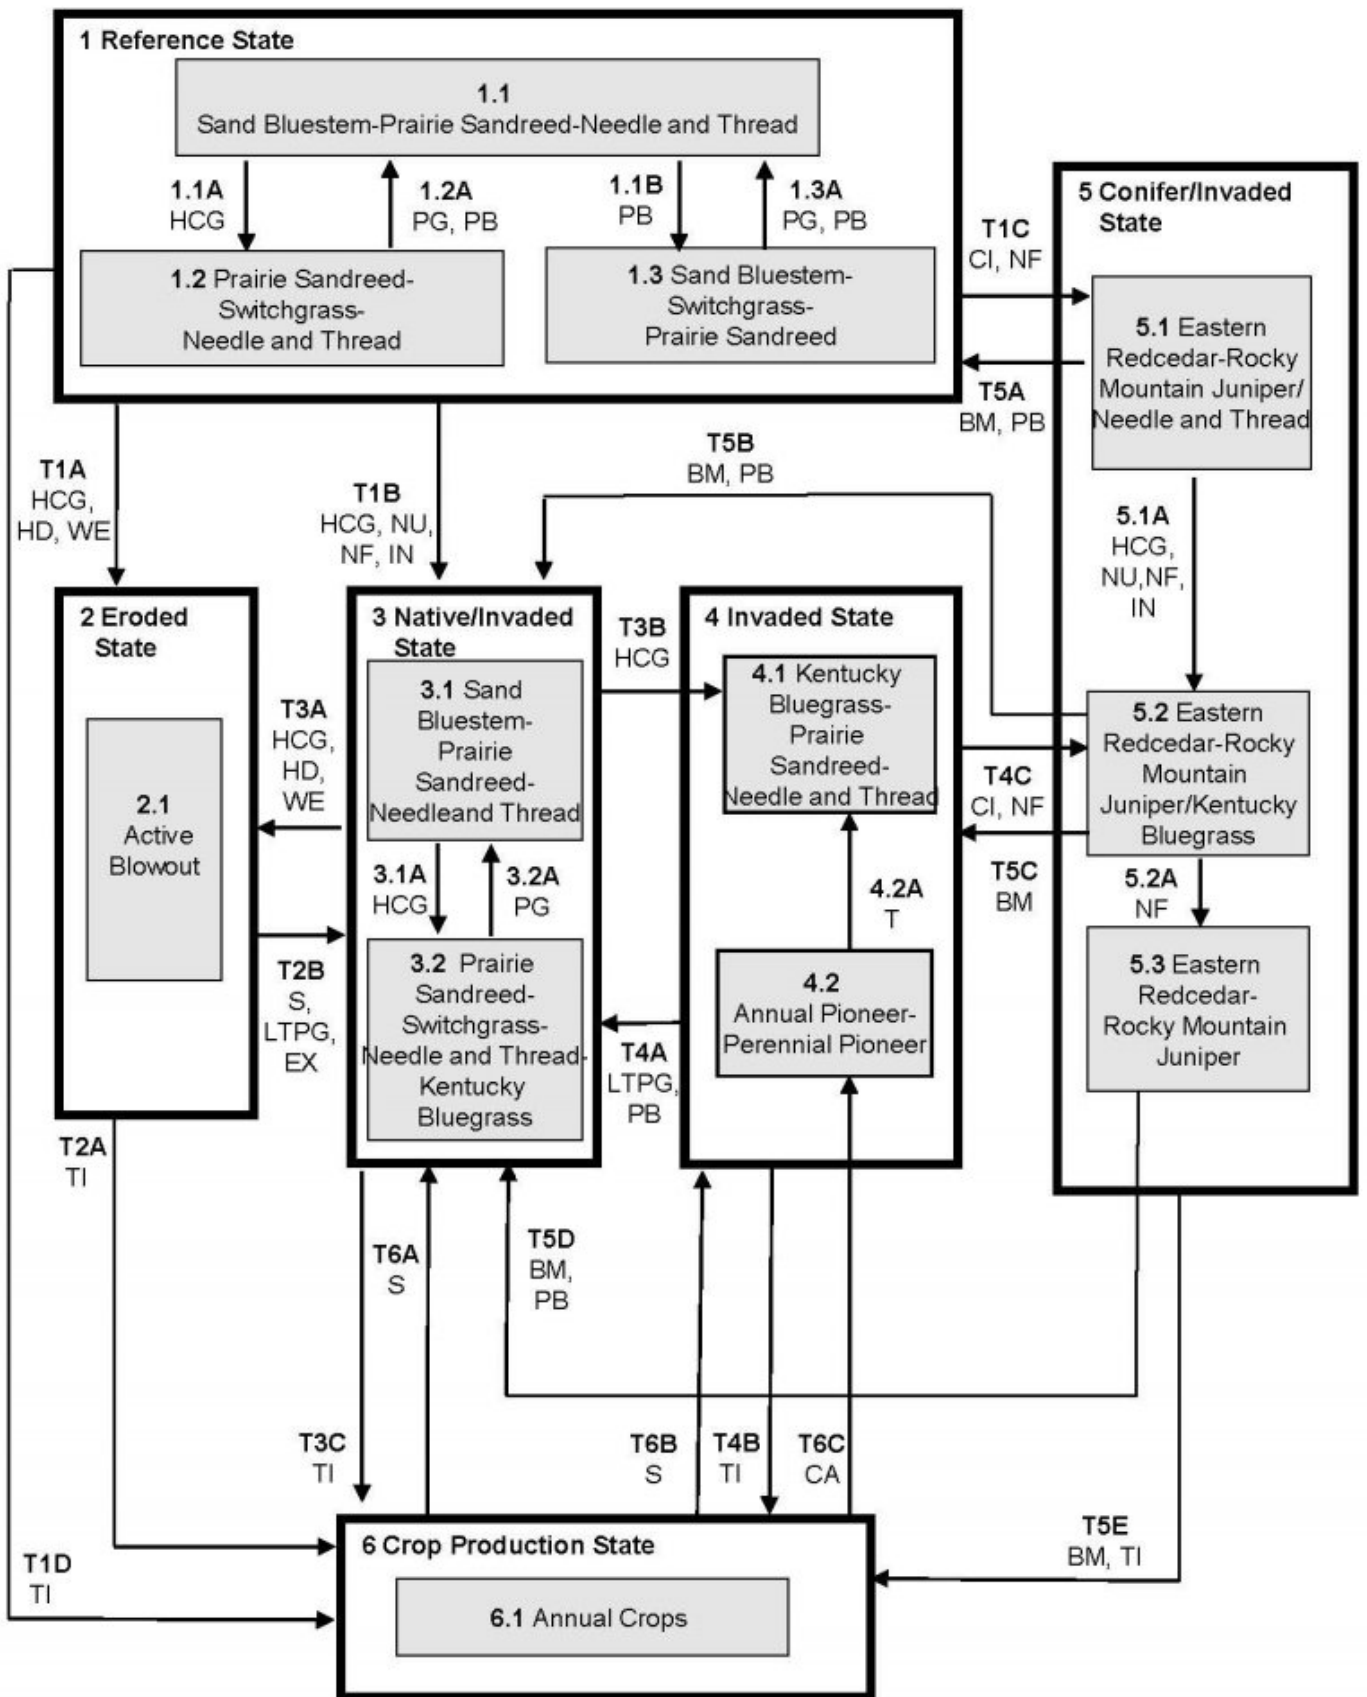 1 Reference State
1.1
Sand Bluestem-Prairie Sandreed-Needle and Thread
1.1A
HCG
1.2A
PG, PB
1.1B
PB
1.3A
PG, PB
1.2 Prairie Sandreed-
Switchgrass-
Needle and Thread
1.3 Sand Bluestem-
Switchgrass-
Prairie Sandreed
T1C
CI, NF
T5A
BM, PB
5 Conifer/Invaded
State
5.1 Eastern
Redcedar-Rocky
Mountain Juniper/
Needle and Thread
5.1A
HCG,
NU,NF,
IN
5.2 Eastern
Redcedar-Rocky
Mountain
Juniper/Kentucky
Bluegrass
5.2A
NF
5.3 Eastern
Redcedar-
Rocky Mountain
Juniper
T1A
HCG,
HD, WE
T1B
HCG, NU,
NF, IN
T5B
BM, PB
2 Eroded
State
2.1
Active
Blowout
T3A
HCG,
HD,
WE
T2B
S,
LTPG,
EX
3 Native/Invaded
State
3.1 Sand
Bluestem-
Prairie
Sandreed-
Needleand Thread
3.1A
HCG
3.2A
PG
3.2 Prairie
Sandreed-
Switchgrass-
Needle and Thread-
Kentucky
Bluegrass
T3B
HCG
T4A
LTPG,
PB
4 Invaded State
4.1 Kentucky
Bluegrass-
Prairie
Sandreed-
Needle and Thread
4.2A
T
4.2
Annual Pioneer-
Perennial Pioneer
T4C
CI, NF
T5C
BM
T2A
TI
T6A
S
T5D
BM,
PB
T3C
TI
T6B
S
T4B
TI
T6C
CA
T1D
TI
T5E
BM, TI
6 Crop Production State
6.1 Annual Crops